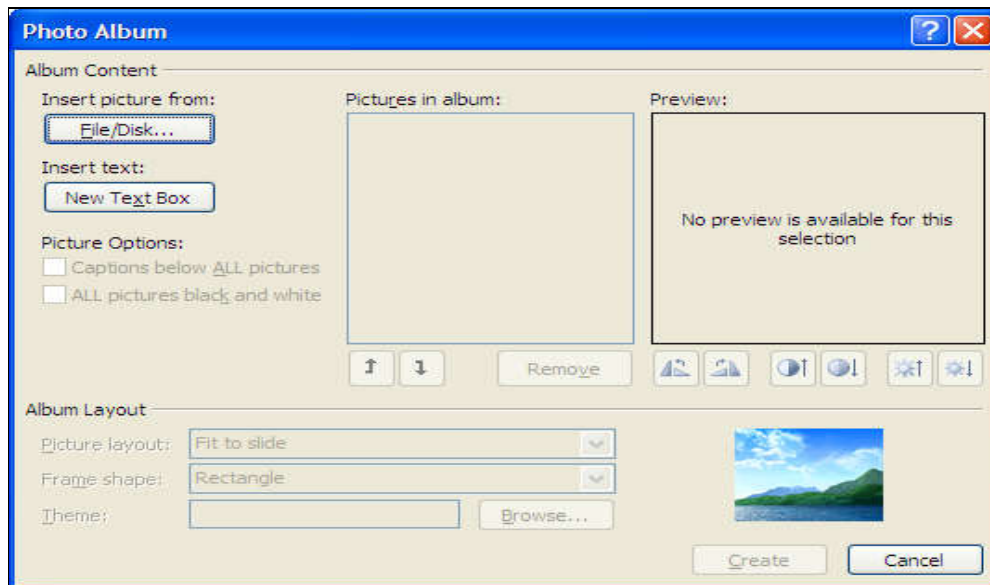 Photo Album
Album Content
Insert picture from:
File/Disk...
Insert text:
New Text Box
Picture Options:
Captions below ALL pictures
ALL pictures black and white
Pictures in album:
Remove
Preview:
No preview is available for this
selection
Album Layout
Picture layout:
Fit to slide
Frame shape:
Rectangle
Theme:
Browse...
Create
Cancel